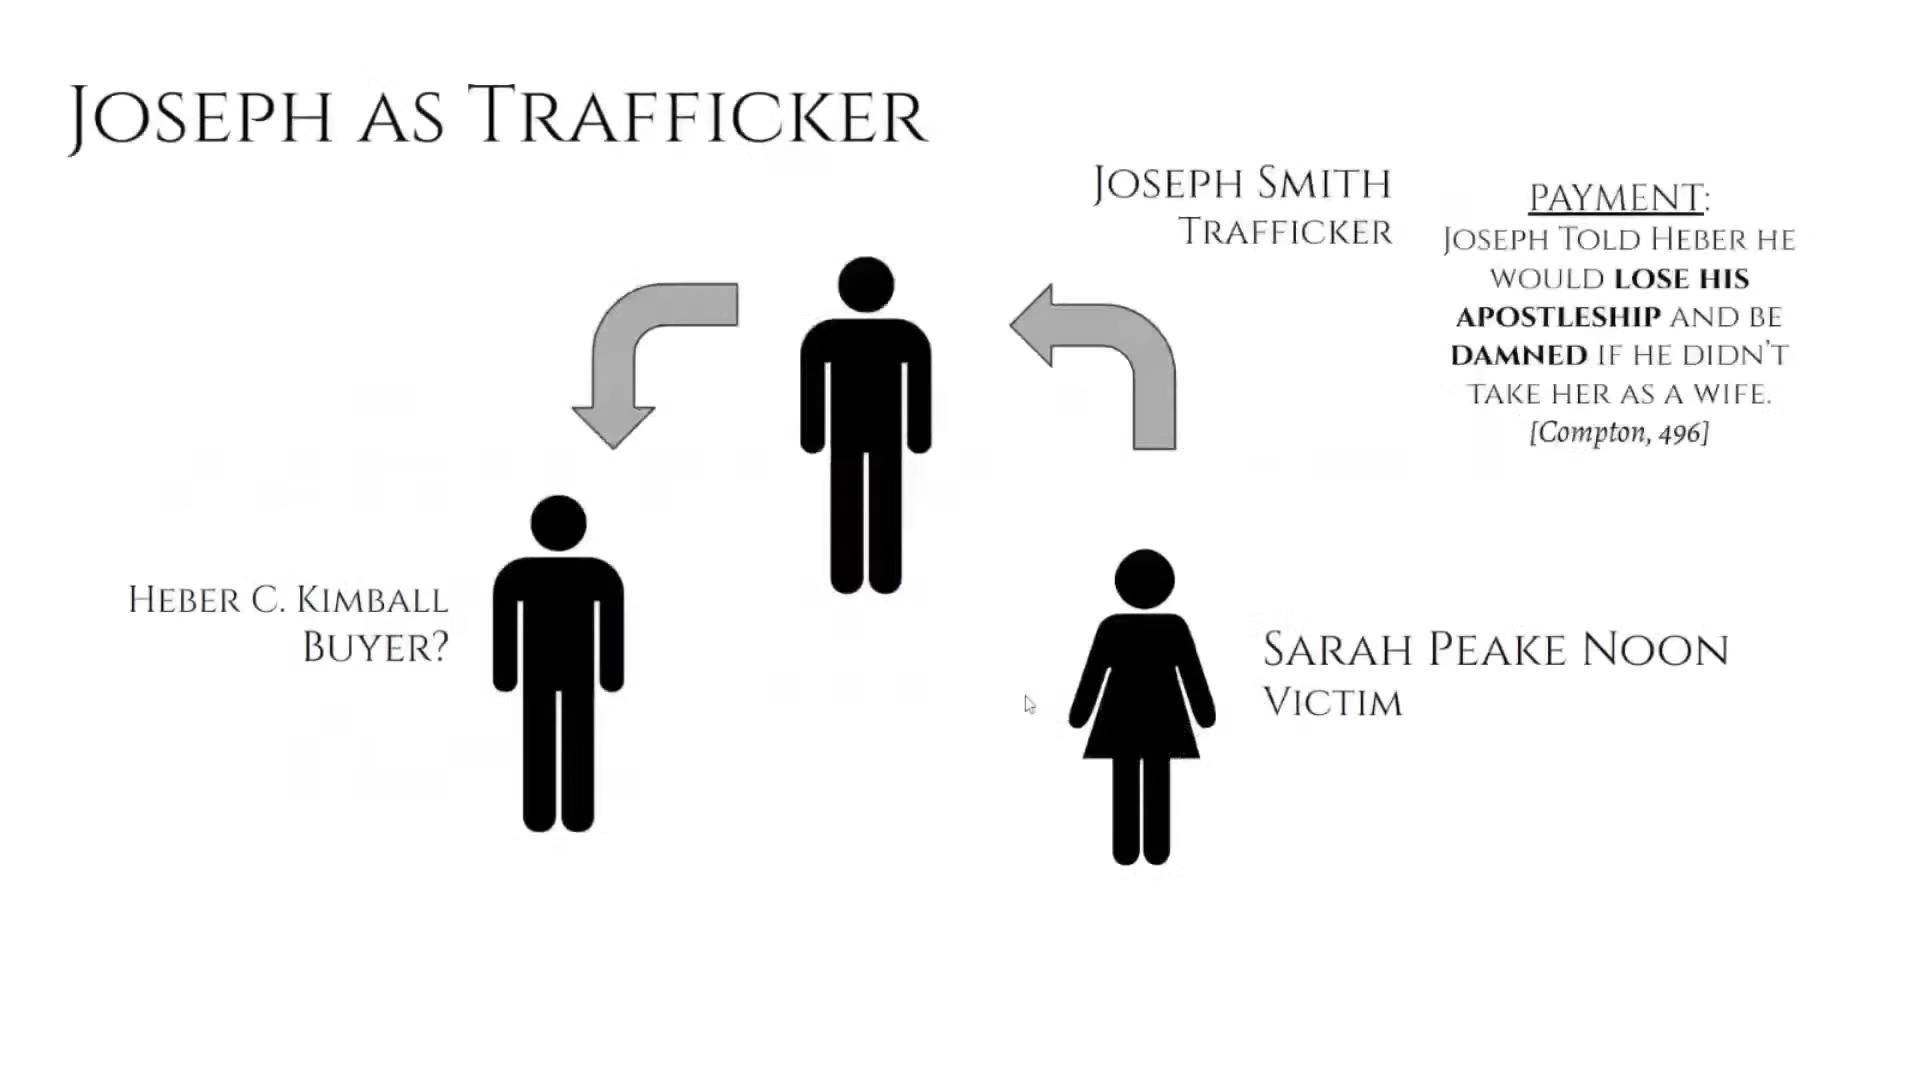 Joseph as Trafficker
Joseph Smith
Trafficker
PAYMENT:
Joseph Told Heber he
would lose his
apostleship and be
damned if he didn't
take her as a wife.
[Compton, 496]
Heber C. Kimball
Buyer?
Sarah Peake Noon
Victim